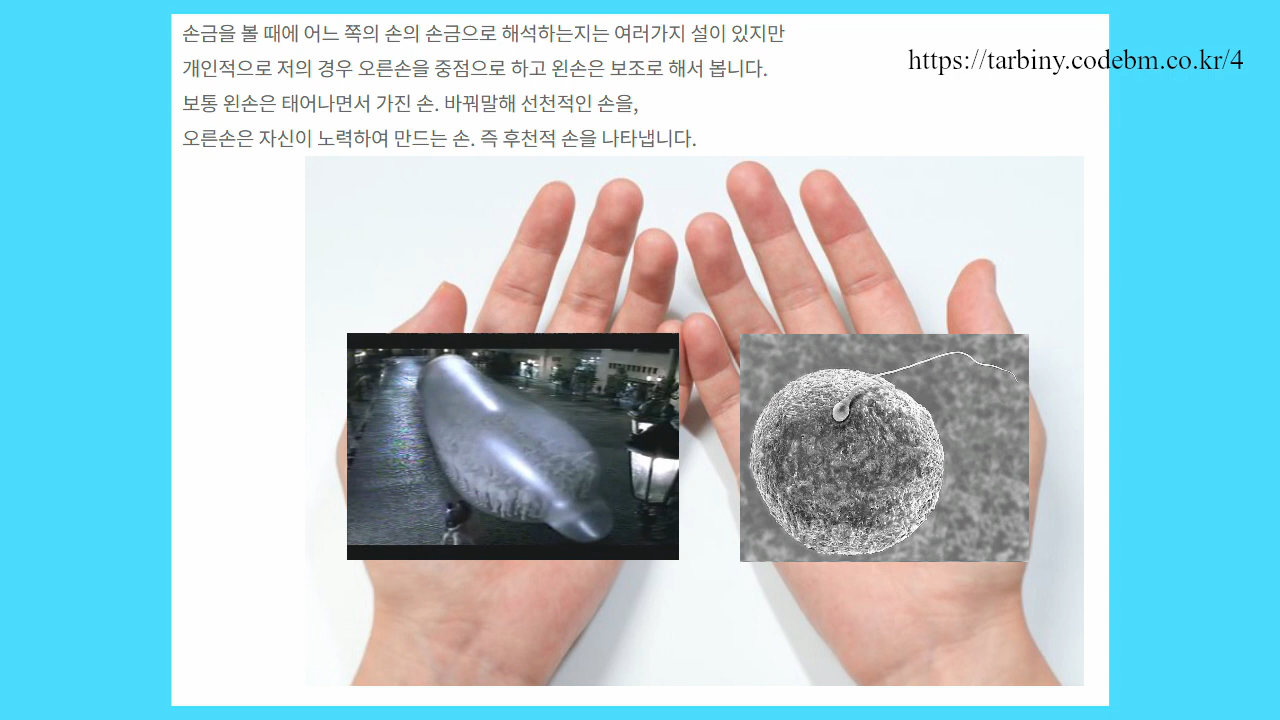 손금을 볼 때에 어느 쪽의 손의 손금으로 해석하는지는 여러가지 설이 있지만
개인적으로 저의 경우 오른손을 중점으로 하고 왼손은 보조로 해서 봅니다.
보통 왼손은 태어나면서 가진 손. 바꿔말해 선천적인 손을,
오른손은 자신이 노력하여 만드는 손. 즉 후천적 손을 나타냅니다.
https://tarbiny.codebm.co.kr/4